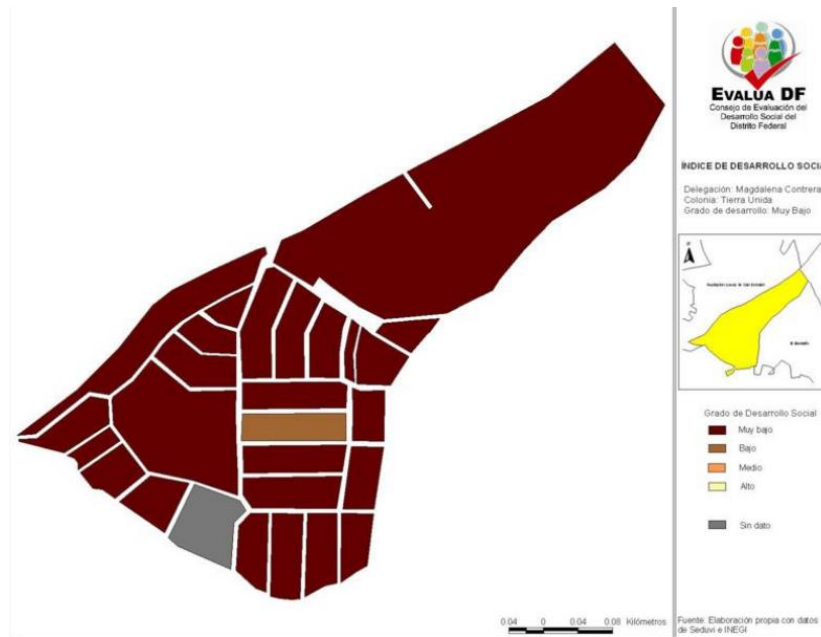 EVALUA DF
Consejo de Evaluación del
Desarrollo Social del
Distrito Federal
ÍNDICE DE DESARROLLO SOCIA
Delegación: Magdalena Contrera
Colonia: Tierra Unida
Grado de desarrollo: Muy Bajo
Grado de Desarrollo Social
Muy bajo
Bajo
Medio
Alto
Sin dato
0.04 0 0.04 0.08 Kilómetros
Fuente: Elaboración propia con datos
de Seduvi e INEGI